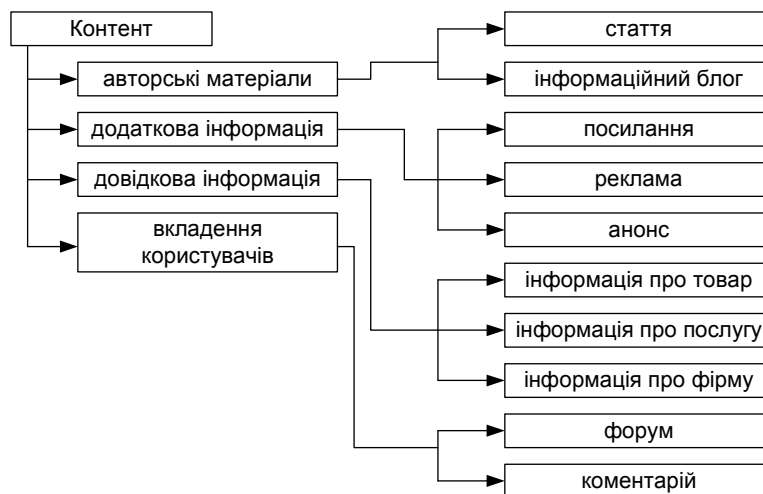 Контент
авторські матеріали
додаткова інформація
довідкова інформація
вкладення
користувачів
стаття
інформаційний блог
посилання
реклама
анонс
інформація про товар
інформація про послугу
інформація про фірму
форум
коментарій